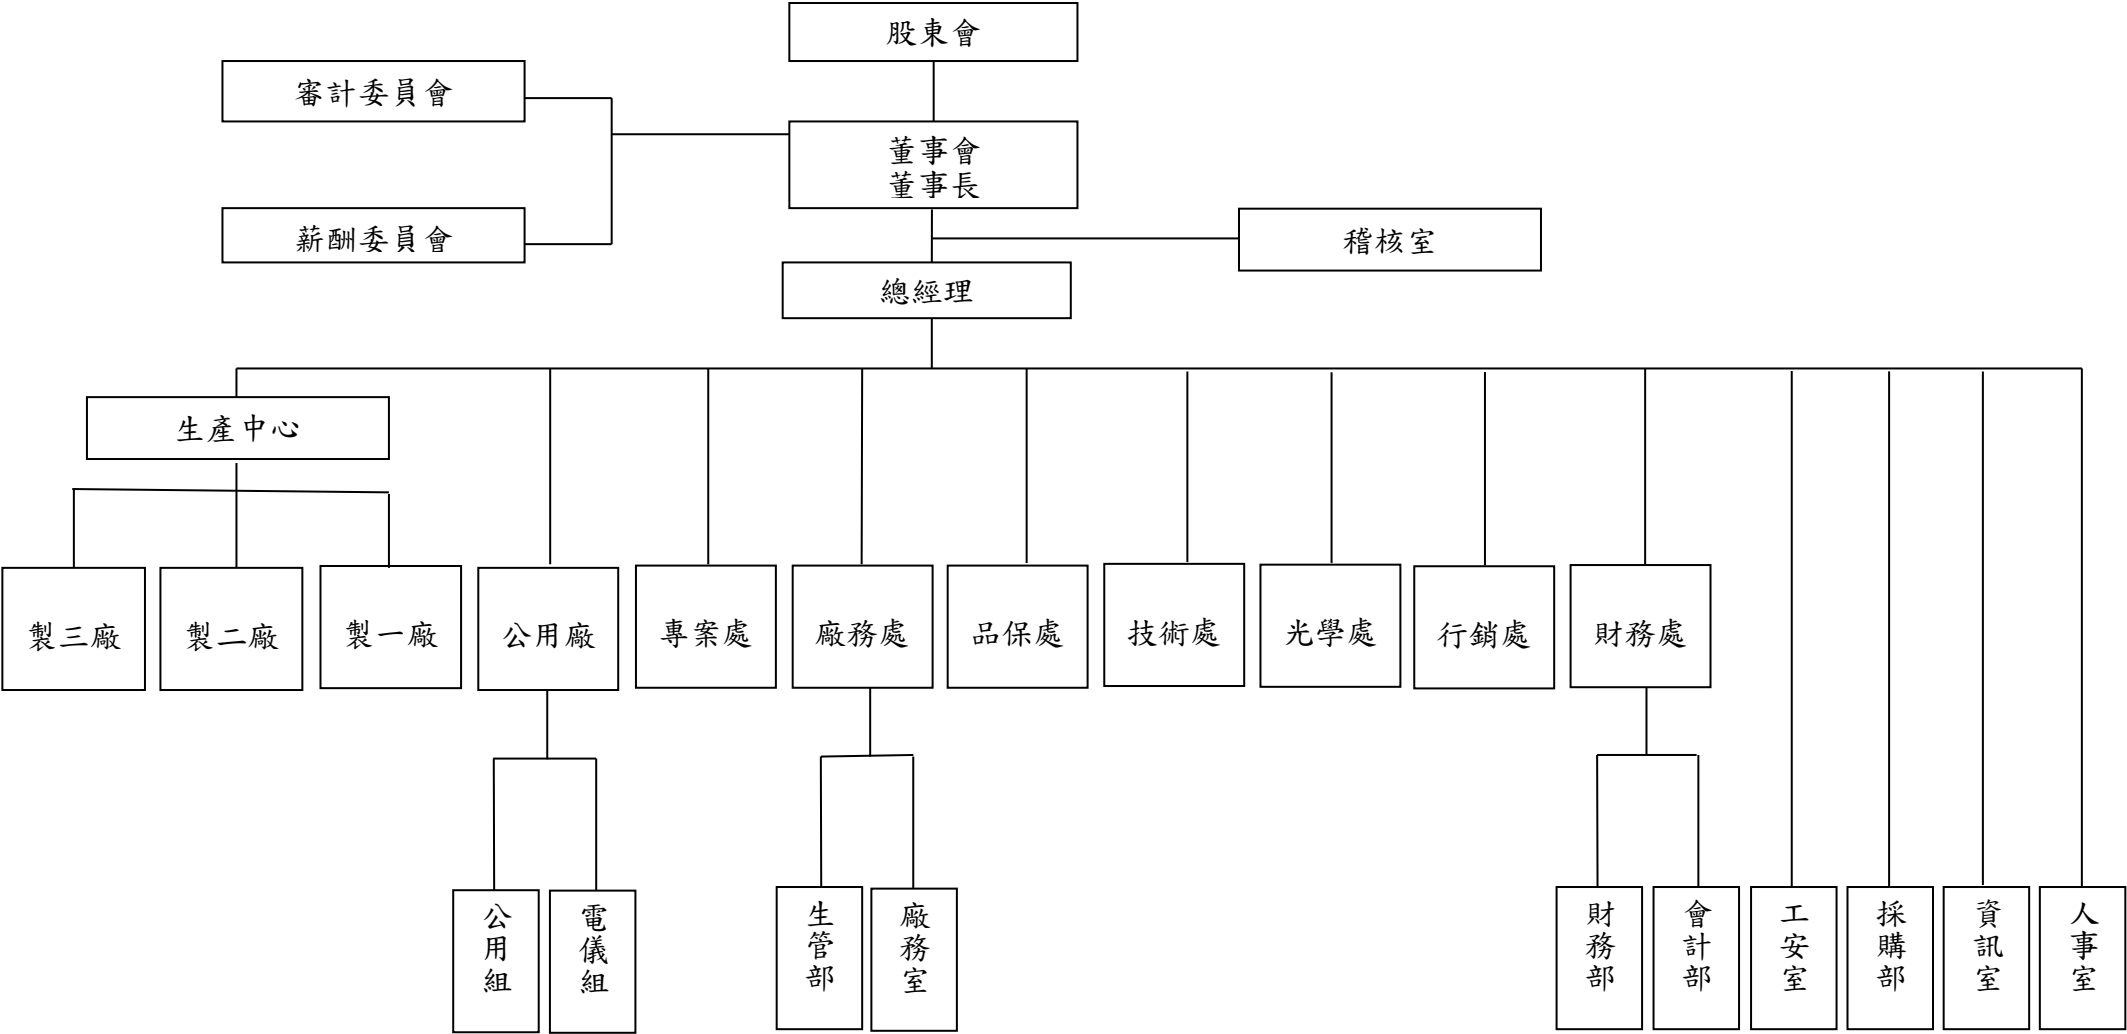 股東會
審計委員會
董事會
董事長
薪酬委員會
稽核室
總經理
生產中心
製三廠
製二廠
製一廠
公用廠
專案處
廠務處
品保處
技術處
光學處
行銷處
財務處
公用組
電儀組
生管部
廠務室
財務部
會計部
工安室
採購部
資訊室
人事室